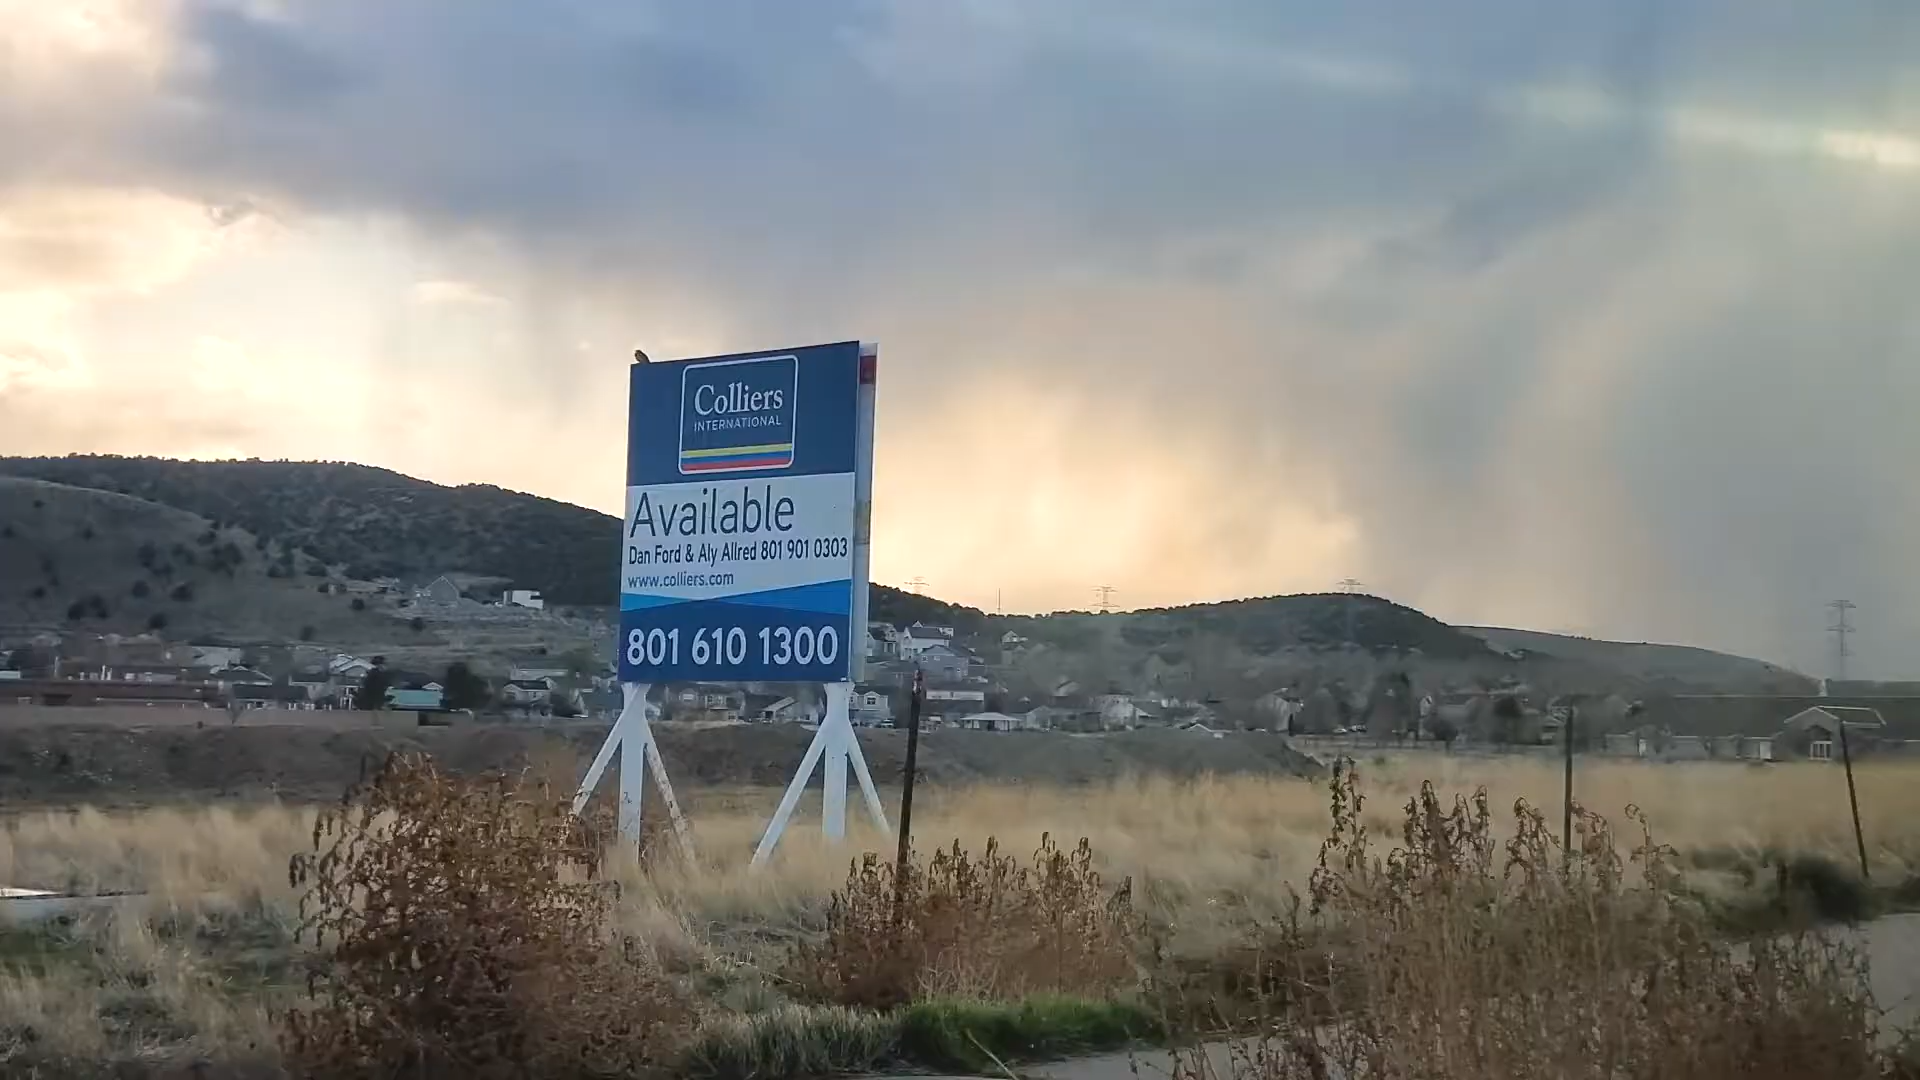 Colliers
INTERNATIONAL
Available
Dan Ford & Aly Allred 801 901 0303
www.colliers.com
801 610 1300